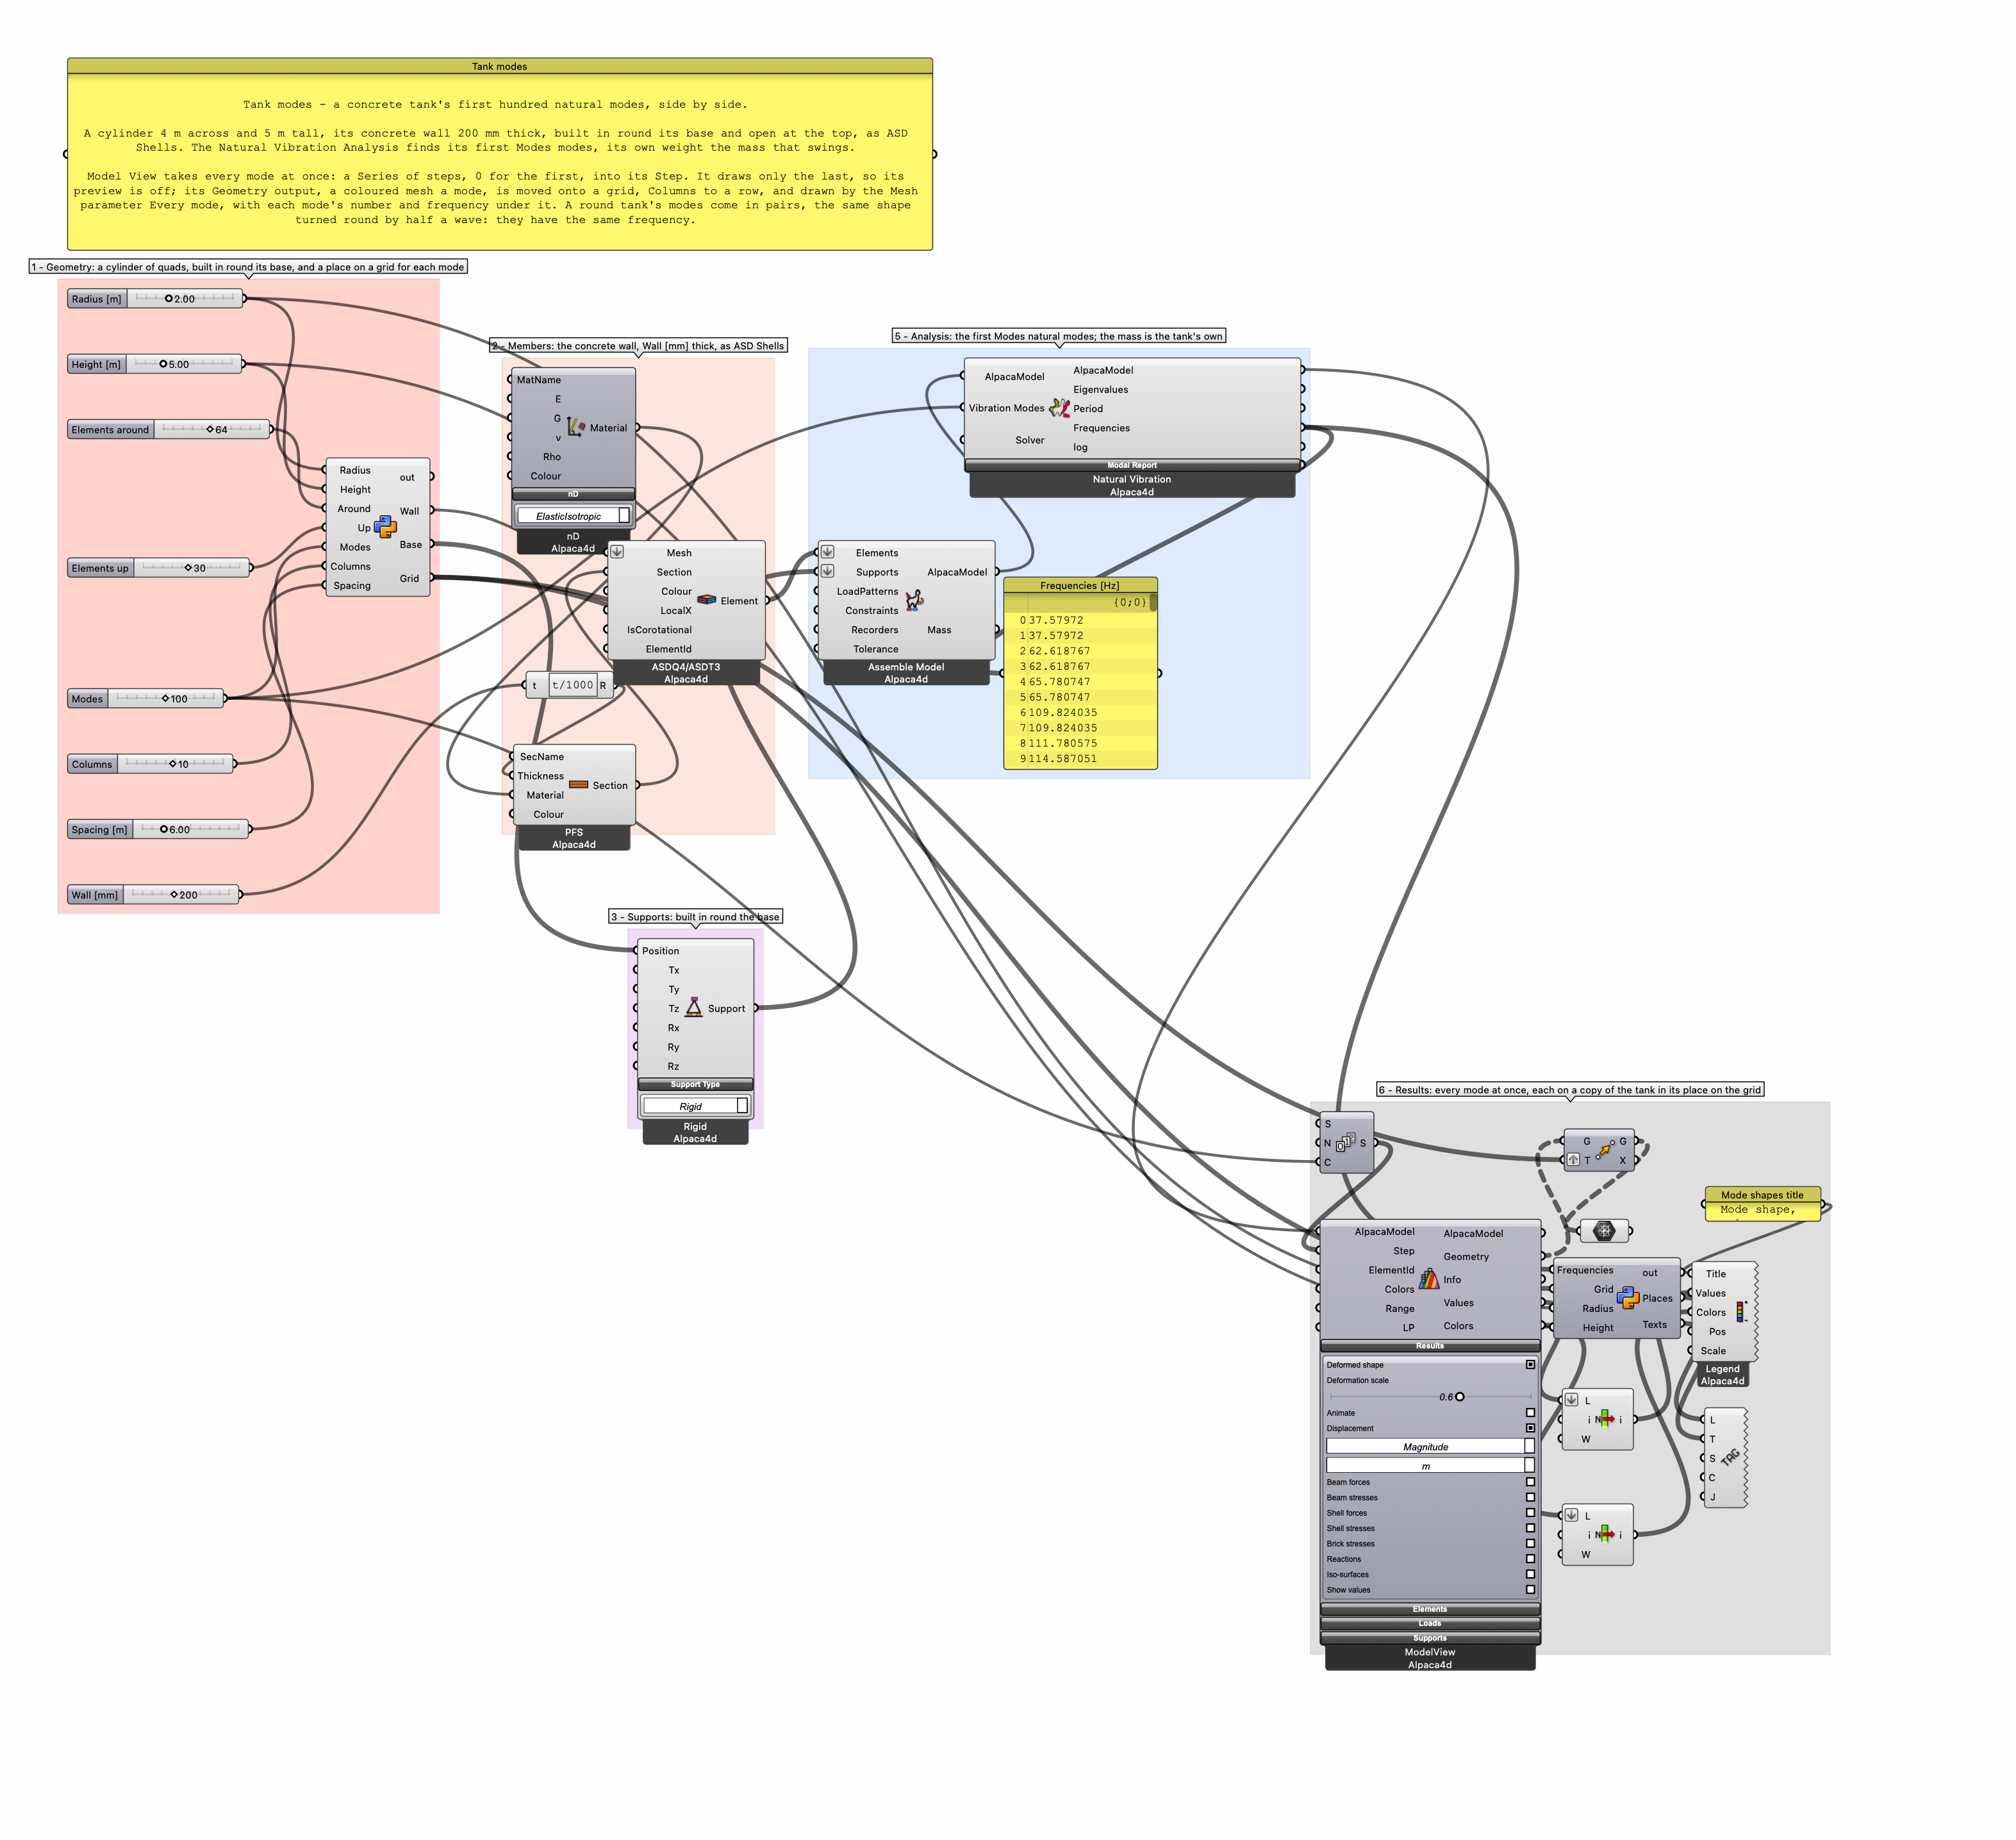 Tank modes
Tank modes - a concrete tank's first hundred natural modes, side by side.
A cylinder 4 m across and 5 m tall, its concrete wall 200 mm thick, built in round its base and open at the top, as ASD
Shells. The Natural Vibration Analysis finds its first Modes modes, its own weight the mass that swings.
Model View takes every mode at once: a Series of steps, 0 for the first, into its Step. It draws only the last, so its
preview is off; its Geometry output, a coloured mesh a mode, is moved onto a grid, Columns to a row, and drawn by the Mesh
parameter Every mode, with each mode's number and frequency under it. A round tank's modes come in pairs, the same shape
turned round by half a wave: they have the same frequency.
1 - Geometry: a cylinder of quads, built in round its base, and a place on a grid for each mode
Radius [m] 2.00
Height [m] 5.00
Elements around 64
Elements up 30
Modes 100
Columns 10
Spacing [m] 6.00
Wall [mm] 200
Radius
Height
Around
Up
Modes
Columns
Spacing
out
Wall
Base
Grid
2 - Members: the concrete wall, Wall [mm] thick, as ASD Shells
MatName
E
G
v
Rho
Colour
Material
nD
ElasticIsotropic
nD
Alpaca4d
Mesh
Section
Colour
LocalX
IsCorotational
ElementId
Element
ASDQ4/ASDT3
Alpaca4d
t t/1000 R
SecName
Thickness
Material
Colour
Section
PFS
Alpaca4d
3 - Supports: built in round the base
Position
Tx
Ty
Tz
Rx
Ry
Rz
Support
Support Type
Rigid
Rigid
Alpaca4d
5 - Analysis: the first Modes natural modes; the mass is the tank's own
AlpacaModel
Vibration Modes
Solver
AlpacaModel
Eigenvalues
Period
Frequencies
log
Modal Report
Natural Vibration
Alpaca4d
Elements
Supports
LoadPatterns
Constraints
Recorders
Tolerance
AlpacaModel
Mass
Assemble Model
Alpaca4d
Frequencies [Hz]
{0;0}
0 37.57972
1 37.57972
2 62.618767
3 62.618767
4 65.780747
5 65.780747
6 109.824035
7 109.824035
8 111.780575
9 114.587051
6 - Results: every mode at once, each on a copy of the tank in its place on the grid
S
N
C
S
G
T
G
X
Mode shapes title
Mode shape,
AlpacaModel
Step
ElementId
Colors
Range
LP
AlpacaModel
Geometry
Info
Values
Colors
Results
Deformed shape
Deformation scale
0.6
Animate
Displacement
Magnitude
m
Beam forces
Beam stresses
Shell forces
Shell stresses
Brick stresses
Reactions
Iso-surfaces
Show values
Elements
Loads
Supports
ModelView
Alpaca4d
Frequencies
Grid
Radius
Height
out
Places
Texts
Title
Values
Colors
Pos
Scale
Legend
Alpaca4d
L
i
W
N
i
L
T
S
C
J
TAG
L
i
W
N
i